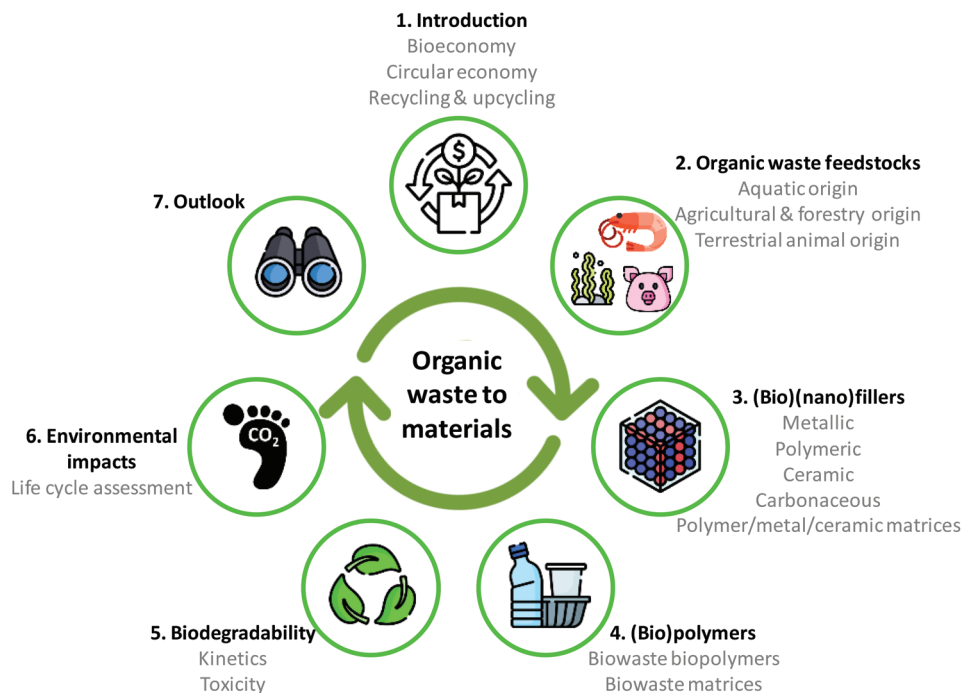 1. Introduction
Bioeconomy
Circular economy
Recycling & upcycling
$
2. Organic waste feedstocks
Aquatic origin
Agricultural & forestry origin
Terrestrial animal origin
3. (Bio)(nano)fillers
Metallic
Polymeric
Ceramic
Carbonaceous
Polymer/metal/ceramic matrices
4. (Bio)polymers
Biowaste biopolymers
Biowaste matrices
5. Biodegradability
Kinetics
Toxicity
6. Environmental
impacts
Life cycle assessment
CO₂
7. Outlook
Organic
waste to
materials